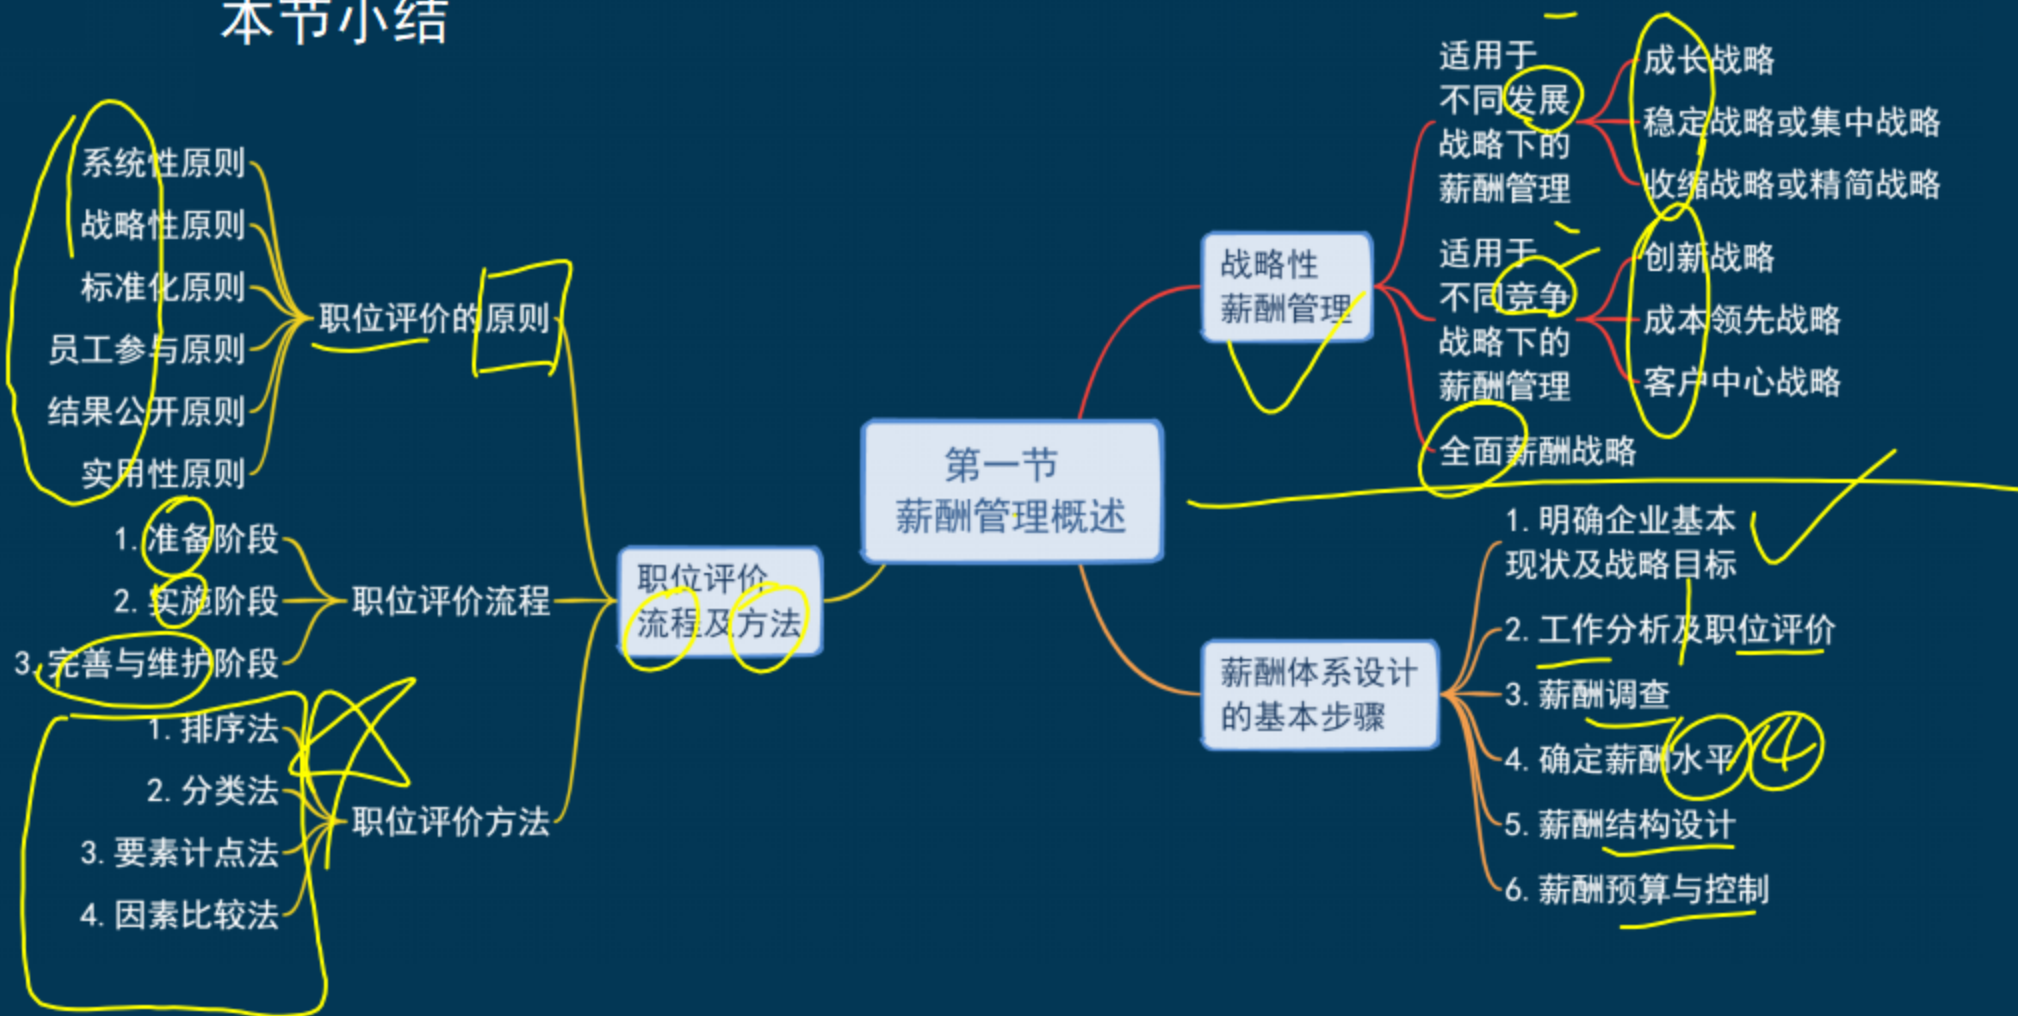 本节小结
系统性原则
战略性原则
标准化原则
员工参与原则
结果公开原则
实用性原则
职位评价的原则
1. 准备阶段
2. 实施阶段
3. 完善与维护阶段
职位评价流程
1. 排序法
2. 分类法
3. 要素计点法
4. 因素比较法
职位评价方法
职位评价
流程及方法
第一节
薪酬管理概述
战略性
薪酬管理
适用于
不同发展
战略下的
薪酬管理
成长战略
稳定战略或集中战略
收缩战略或精简战略
适用于
不同竞争
战略下的
薪酬管理
创新战略
成本领先战略
客户中心战略
全面薪酬战略
薪酬体系设计
的基本步骤
1. 明确企业基本
现状及战略目标
2. 工作分析及职位评价
3. 薪酬调查
4. 确定薪酬水平 ④
5. 薪酬结构设计
6. 薪酬预算与控制